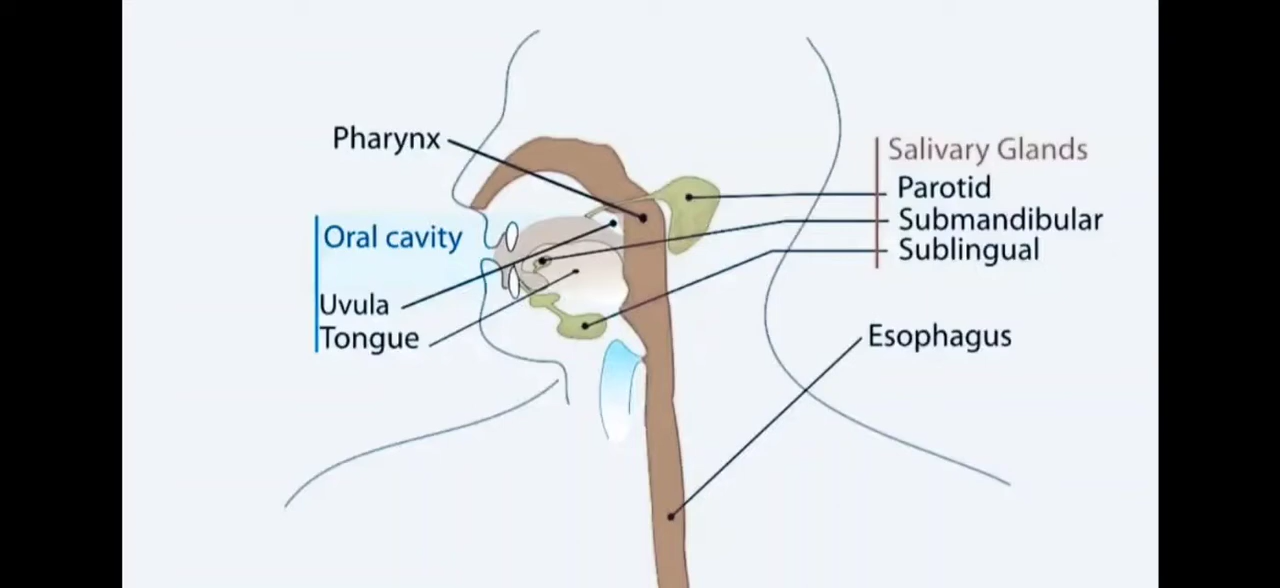 Pharynx
Oral cavity
Uvula
Tongue
Salivary Glands
Parotid
Submandibular
Sublingual
Esophagus